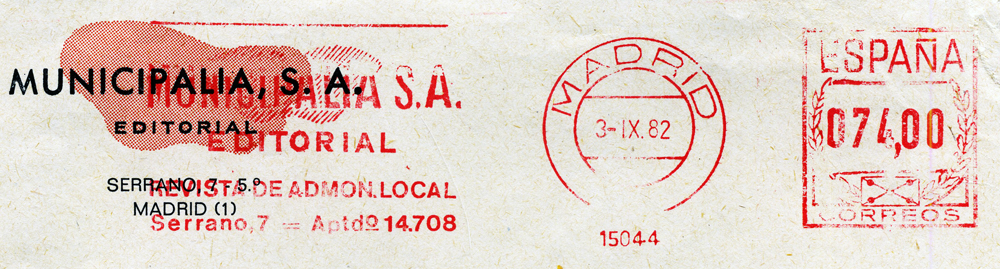 MUNICIPALIA, S. A.
EDITORIAL
SERRANO, 7 - 5.º
MADRID (1)
MUNICIPALIA S.A.
EDITORIAL
REVISTA DE ADMON. LOCAL
Serrano, 7 = Aptdº 14.708
MADRID
3-IX.82
15044
ESPAÑA
074,00
CORREOS